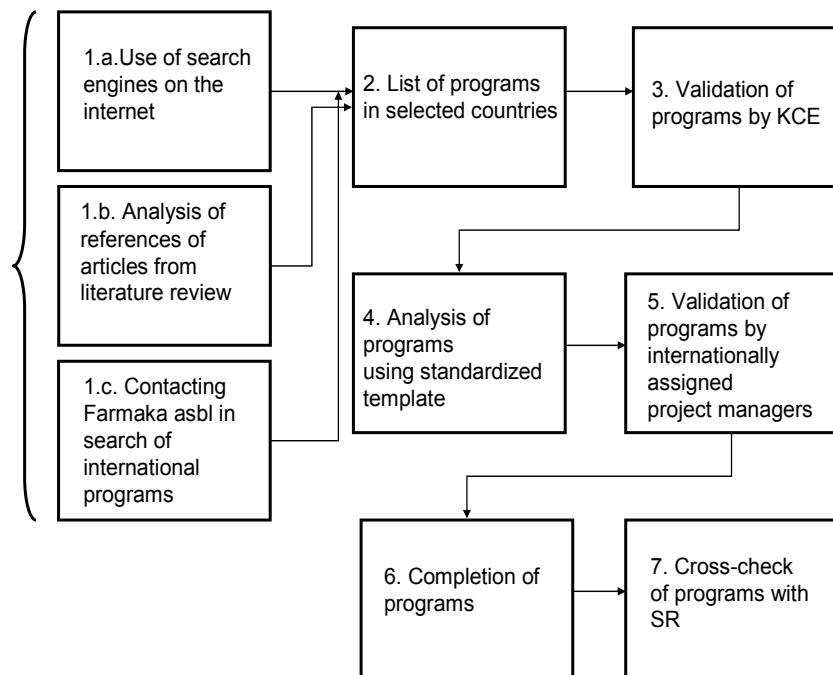 1.a.Use of search
engines on the
internet
1.b. Analysis of
references of
articles from
literature review
1.c. Contacting
Farmaka asbl in
search of
international
programs
2. List of programs
in selected countries
3. Validation of
programs by KCE
4. Analysis of
programs
using standardized
template
5. Validation of
programs by
internationally
assigned
project managers
6. Completion of
programs
7. Cross-check
of programs with
SR